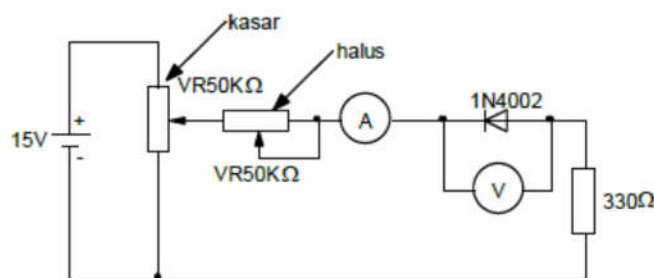 kasar
VR50KΩ
halus
1N4002
+
A
15V
-
VR50KΩ
V
330Ω